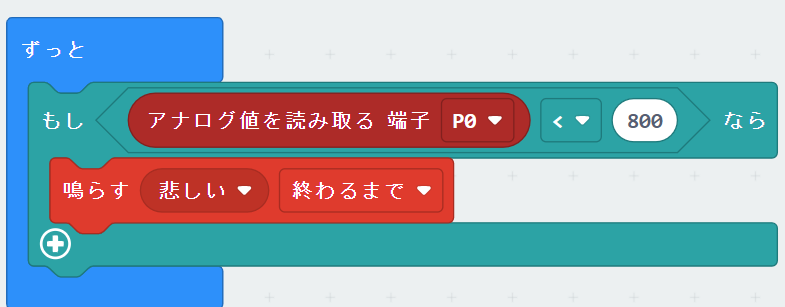 ずっと
もし アナログ値を読み取る 端子 P0 < 800 なら
鳴らす 悲しい 終わるまで